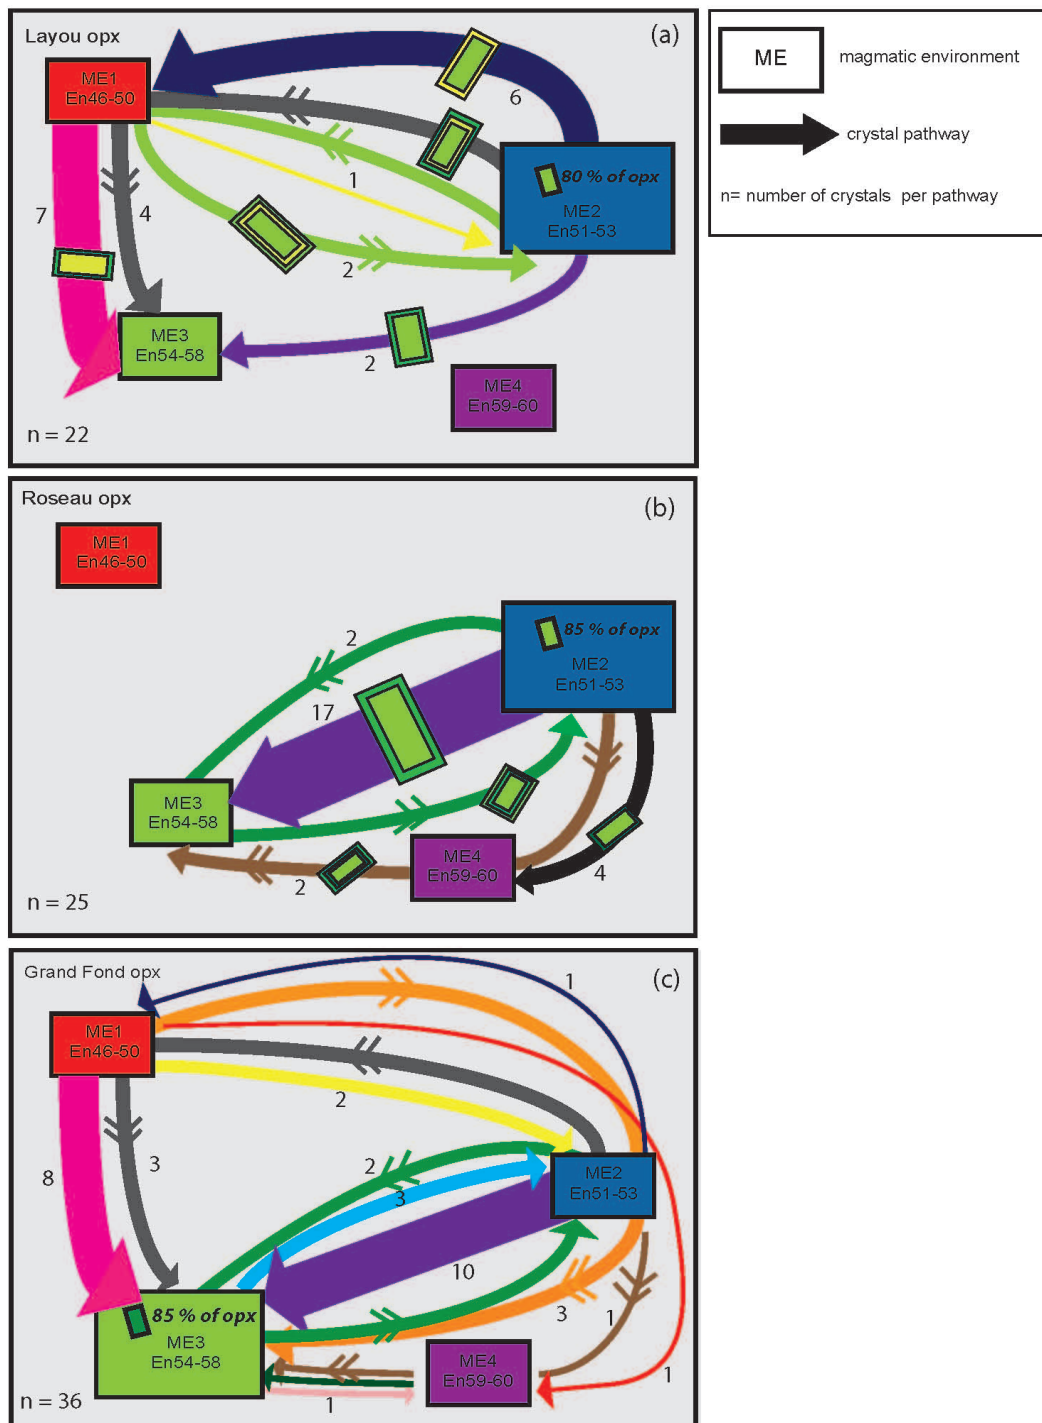 Layou opx
(a)
ME1
En46-50
6
80 % of opx
ME2
En51-53
1
7
4
2
ME3
En54-58
2
ME4
En59-60
n = 22
ME
magmatic environment
crystal pathway
n= number of crystals per pathway
Roseau opx
(b)
ME1
En46-50
2
85 % of opx
ME2
En51-53
17
ME3
En54-58
ME4
En59-60
2
4
n = 25
Grand Fond opx
(c)
1
ME1
En46-50
2
3
8
2
3
ME2
En51-53
10
85 % of opx
ME3
En54-58
3
1
ME4
En59-60
1
1
n = 36